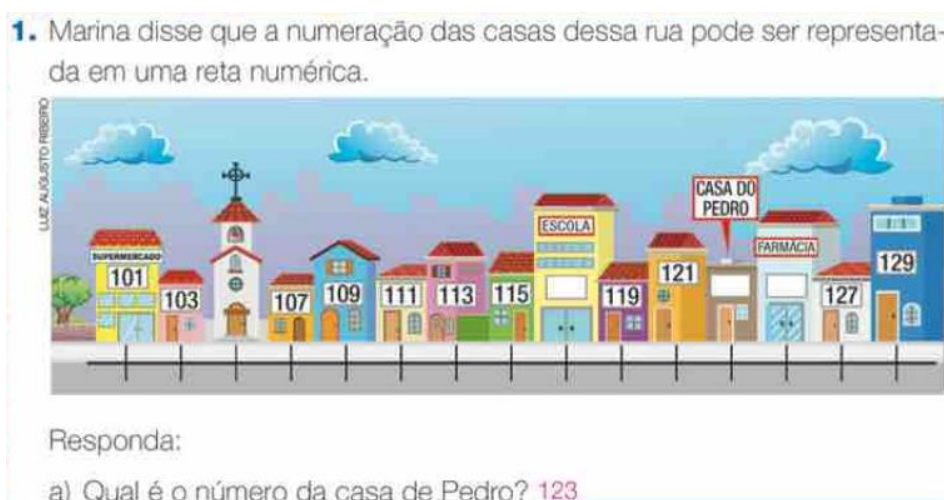 1. Marina disse que a numeração das casas dessa rua pode ser representa-
da em uma reta numérica.
LUIZ AUGUSTO RIBEIRO
CASA DO
PEDRO
ESCOLA
FARMÁCIA
SUPERMERCADO
101
103
107
109
111
113
115
119
121
127
129
Responda:
a) Qual é o número da casa de Pedro? 123